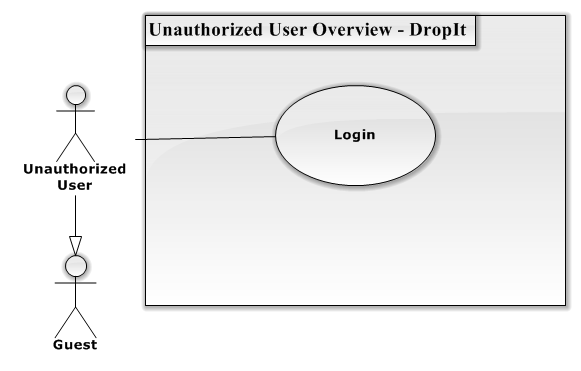 Unauthorized User Overview - DropIt
Login
Unauthorized
User
Guest